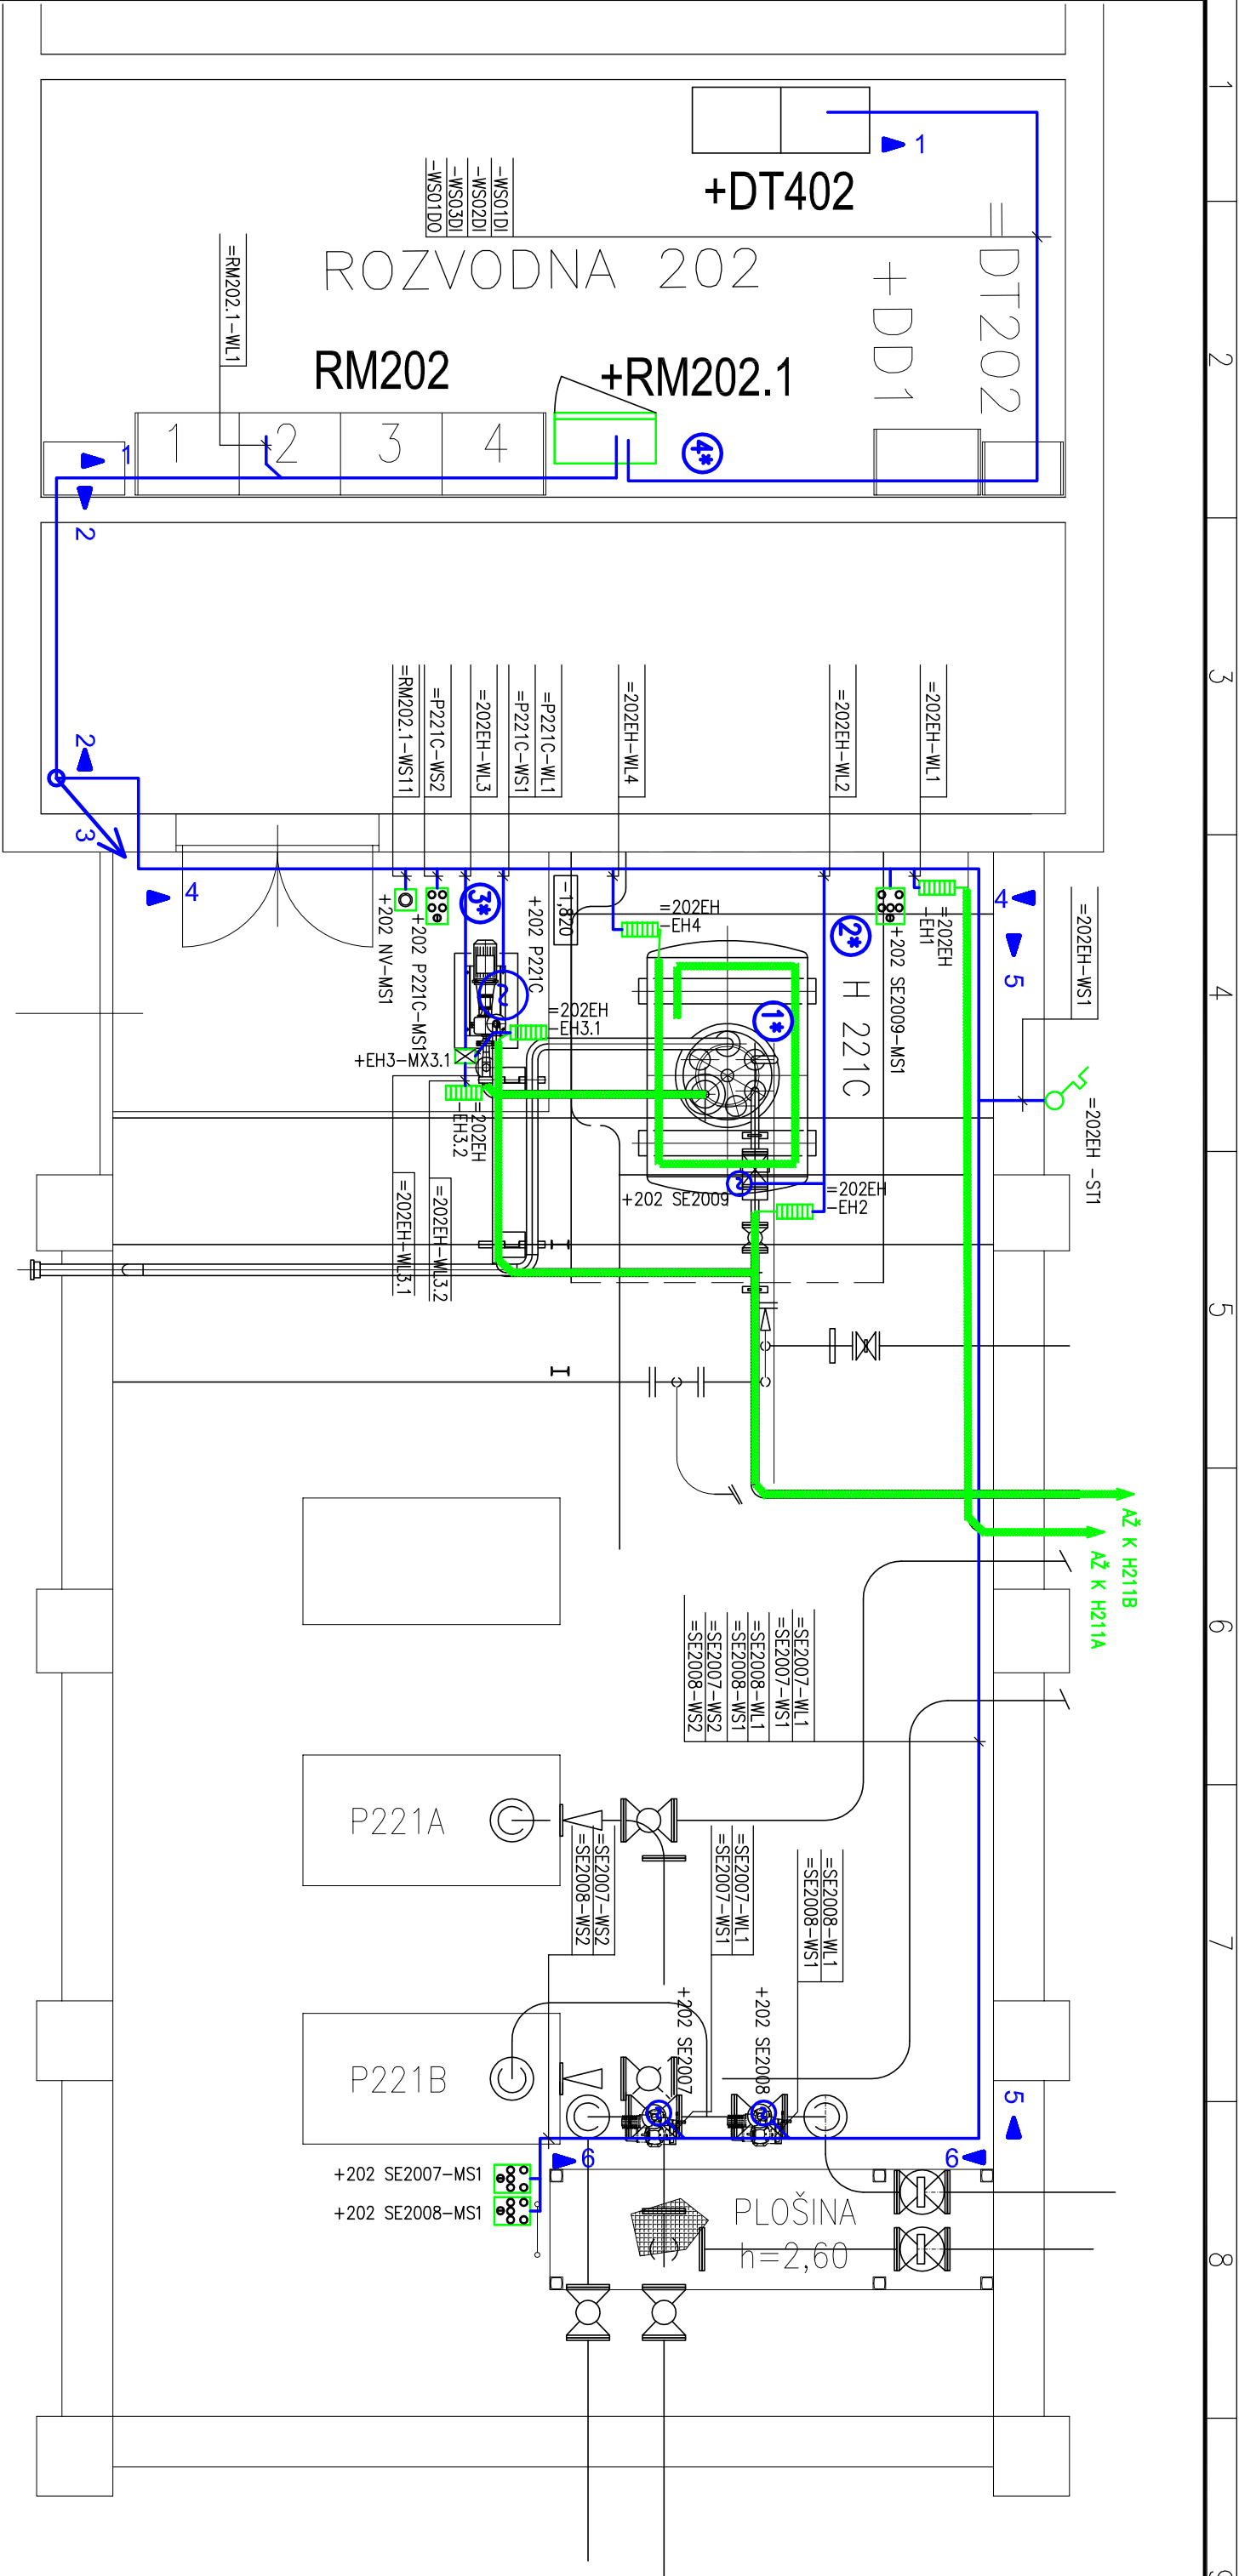 1
2
3
4
5
6
7
8
9
1
+DT402
=DT202
+DD1
-WS01DI
-WS02DI
-WS03DI
-WS01DO
ROZVODNA 202
=RM202.1-WL1
RM202
+RM202.1
1
2
3
4
4*
1
2
2
3
=RM202.1-WS11
=P221C-WS2
=202EH-WL3
=P221C-WS1
=P221C-WL1
=202EH-WL4
=202EH-WL2
=202EH-WL1
4
4
5
=202EH-WS1
+202 NV-MS1
+202 P221C-MS1
3*
+202 P221C
-1,820
=202EH
-EH4
2*
+202 SE2009-MS1
=202EH
-EH1
H 221C
1*
=202EH
-EH3.1
+EH3-MX3.1
=202EH
-EH3.2
=202EH -ST1
+202 SE2009
=202EH
-EH2
=202EH-WL3.1
=202EH-WL3.2
AŽ K H211B
AŽ K H211A
=SE2007-WL1
=SE2007-WS1
=SE2008-WL1
=SE2008-WS1
=SE2007-WS2
=SE2008-WS2
P221A
=SE2007-WS2
=SE2008-WS2
=SE2007-WL1
=SE2007-WS1
=SE2008-WL1
=SE2008-WS1
+202 SE2007
+202 SE2008
P221B
5
6
6
+202 SE2007-MS1
+202 SE2008-MS1
PLOŠINA
h=2,60